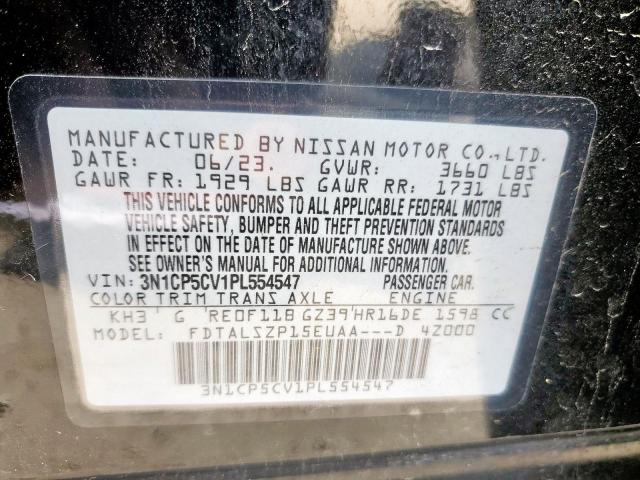 MANUFACTURED BY NISSAN MOTOR CO.,LTD.
DATE: 06/23. GVWR: 3660 LBS
GAWR FR: 1929 LBS GAWR RR: 1731 LBS
THIS VEHICLE CONFORMS TO ALL APPLICABLE FEDERAL MOTOR
VEHICLE SAFETY, BUMPER AND THEFT PREVENTION STANDARDS
IN EFFECT ON THE DATE OF MANUFACTURE SHOWN ABOVE.
SEE OWNER'S MANUAL FOR ADDITIONAL INFORMATION.
VIN: 3N1CP5CV1PL554547 PASSENGER CAR.
COLOR TRIM TRANS AXLE ENGINE
KH3 G RE0F11B GZ39 HR16DE 1598 CC
MODEL: FDTALSZP15EUAA---D 4Z000
3N1CP5CV1PL554547